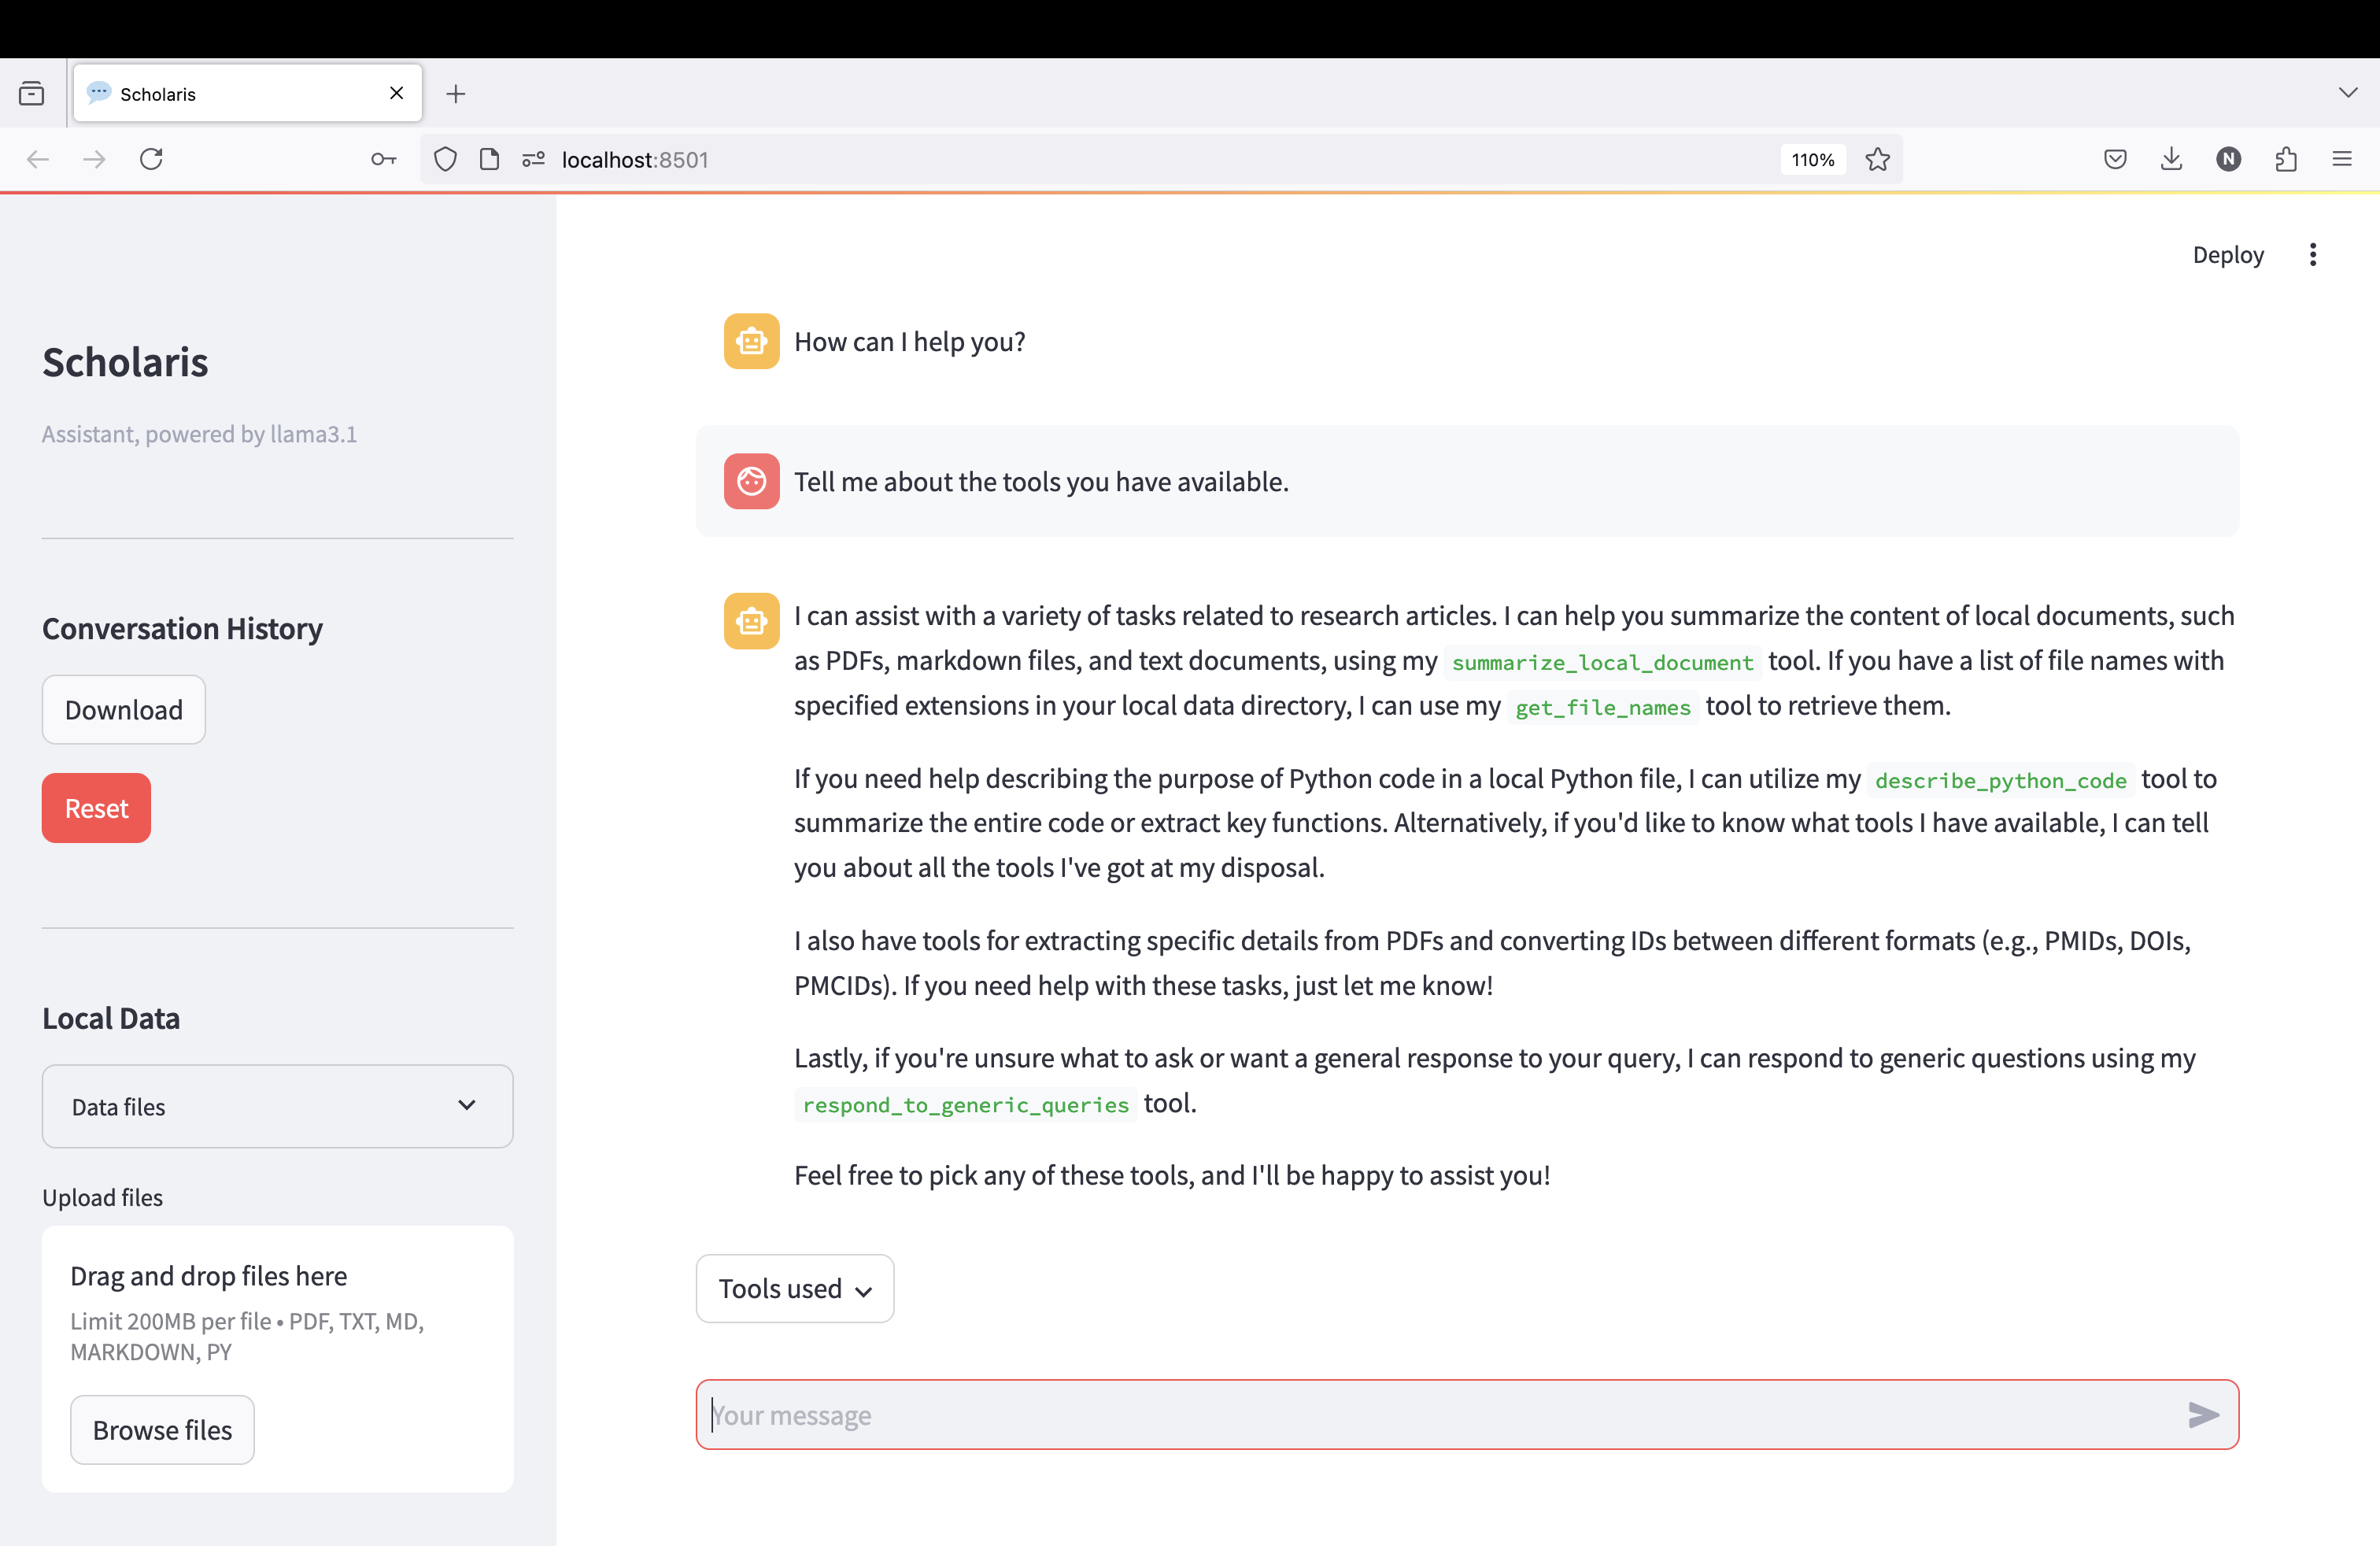 Scholaris
localhost:8501
110%
N
Deploy
Scholaris
Assistant, powered by llama3.1
Conversation History
Download
Reset
Local Data
Data files
Upload files
Drag and drop files here
Limit 200MB per file • PDF, TXT, MD,
MARKDOWN, PY
Browse files
How can I help you?
Tell me about the tools you have available.
I can assist with a variety of tasks related to research articles. I can help you summarize the content of local documents, such
as PDFs, markdown files, and text documents, using my summarize_local_document tool. If you have a list of file names with
specified extensions in your local data directory, I can use my get_file_names tool to retrieve them.
If you need help describing the purpose of Python code in a local Python file, I can utilize my describe_python_code tool to
summarize the entire code or extract key functions. Alternatively, if you'd like to know what tools I have available, I can tell
you about all the tools I've got at my disposal.
I also have tools for extracting specific details from PDFs and converting IDs between different formats (e.g., PMIDs, DOIs,
PMCIDs). If you need help with these tasks, just let me know!
Lastly, if you're unsure what to ask or want a general response to your query, I can respond to generic questions using my
respond_to_generic_queries tool.
Feel free to pick any of these tools, and I'll be happy to assist you!
Tools used
Your message